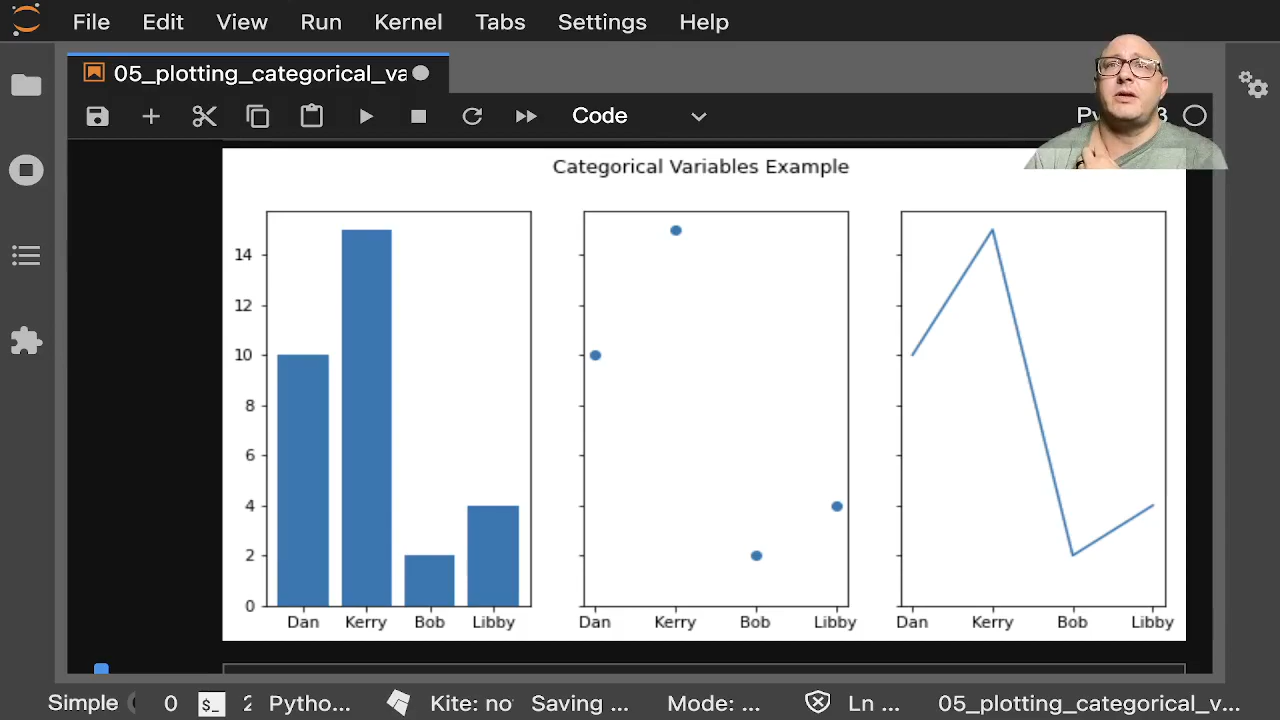 File Edit View Run Kernel Tabs Settings Help
05_plotting_categorical_va
Code
Categorical Variables Example
14
12
10
8
6
4
2
0
Dan Kerry Bob Libby
Dan Kerry Bob Libby
Dan Kerry Bob Libby
Simple 0 $_ 2 Python... Kite: no Saving ... Mode: ... Ln ... 05_plotting_categorical_v...